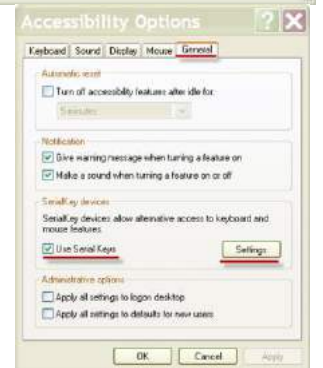 Accessibility Options
Keyboard Sound Display Mouse General
Automatic reset
Turn off accessibility features after idle for:
5 minutes
Notification
Give warning message when turning a feature on
Make a sound when turning a feature on or off
SerialKey devices
SerialKey devices allow alternative access to keyboard and
mouse features.
Use Serial Keys
Settings
Administrative options
Apply all settings to logon desktop
Apply all settings to defaults for new users
OK Cancel Apply